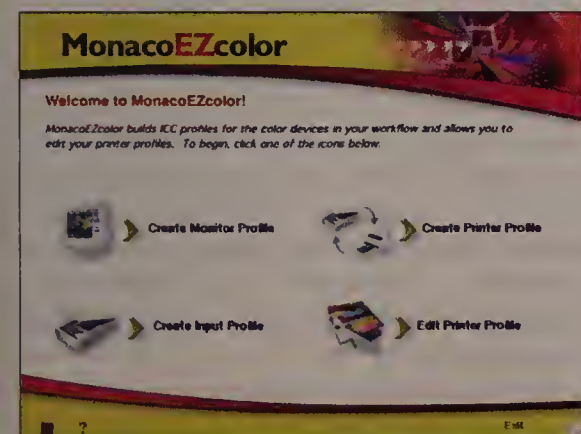 MonacoEZcolor
Welcome to MonacoEZcolor!
MonacoEZcolor builds ICC profiles for the color devices in your workflow and allows you to
edit your printer profiles. To begin, click one of the icons below.
Create Monitor Profile
Create Printer Profile
Create Input Profile
Edit Printer Profile
?
Exit